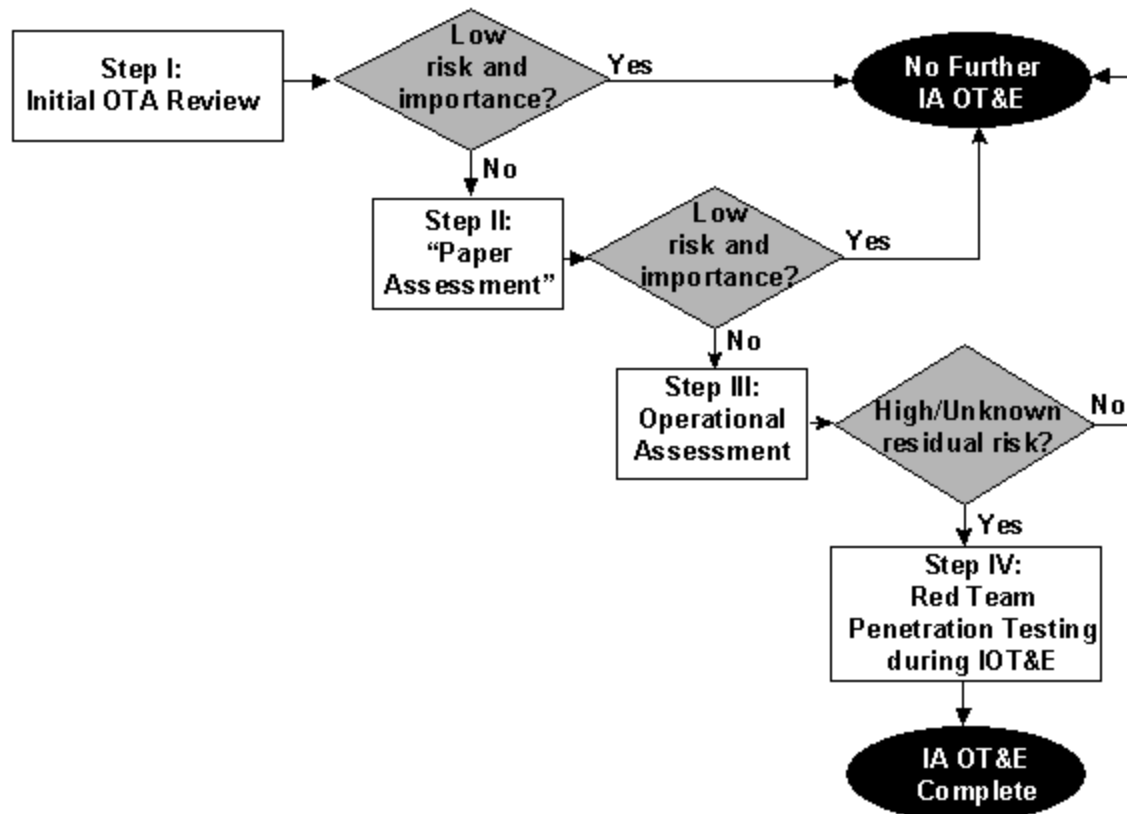 Step I:
Initial OTA Review
Low
risk and
importance?
Yes
No Further
IA OT&E
No
Step II:
“Paper
Assessment”
Low
risk and
importance?
Yes
No
Step III:
Operational
Assessment
High/Unknown
residual risk?
No
Yes
Step IV:
Red Team
Penetration Testing
during IOT&E
IA OT&E
Complete